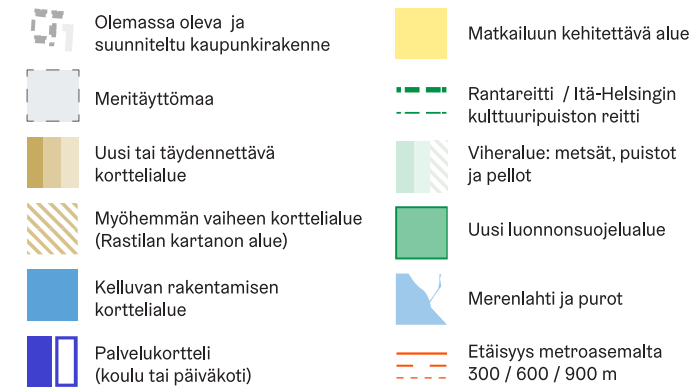 Olemassa oleva ja
suunniteltu kaupunkirakenne
Meritäyttömaa
Uusi tai täydennettävä
korttelialue
Myöhemmän vaiheen korttelialue
(Rastilan kartanon alue)
Kelluvan rakentamisen
korttelialue
Palvelukortteli
(koulu tai päiväkoti)
Matkailuun kehitettävä alue
Rantareitti / Itä-Helsingin
kulttuuripuiston reitti
Viheralue: metsät, puistot
ja pellot
Uusi luonnonsuojelualue
Merenlahti ja purot
Etäisyys metroasemalta
300 / 600 / 900 m